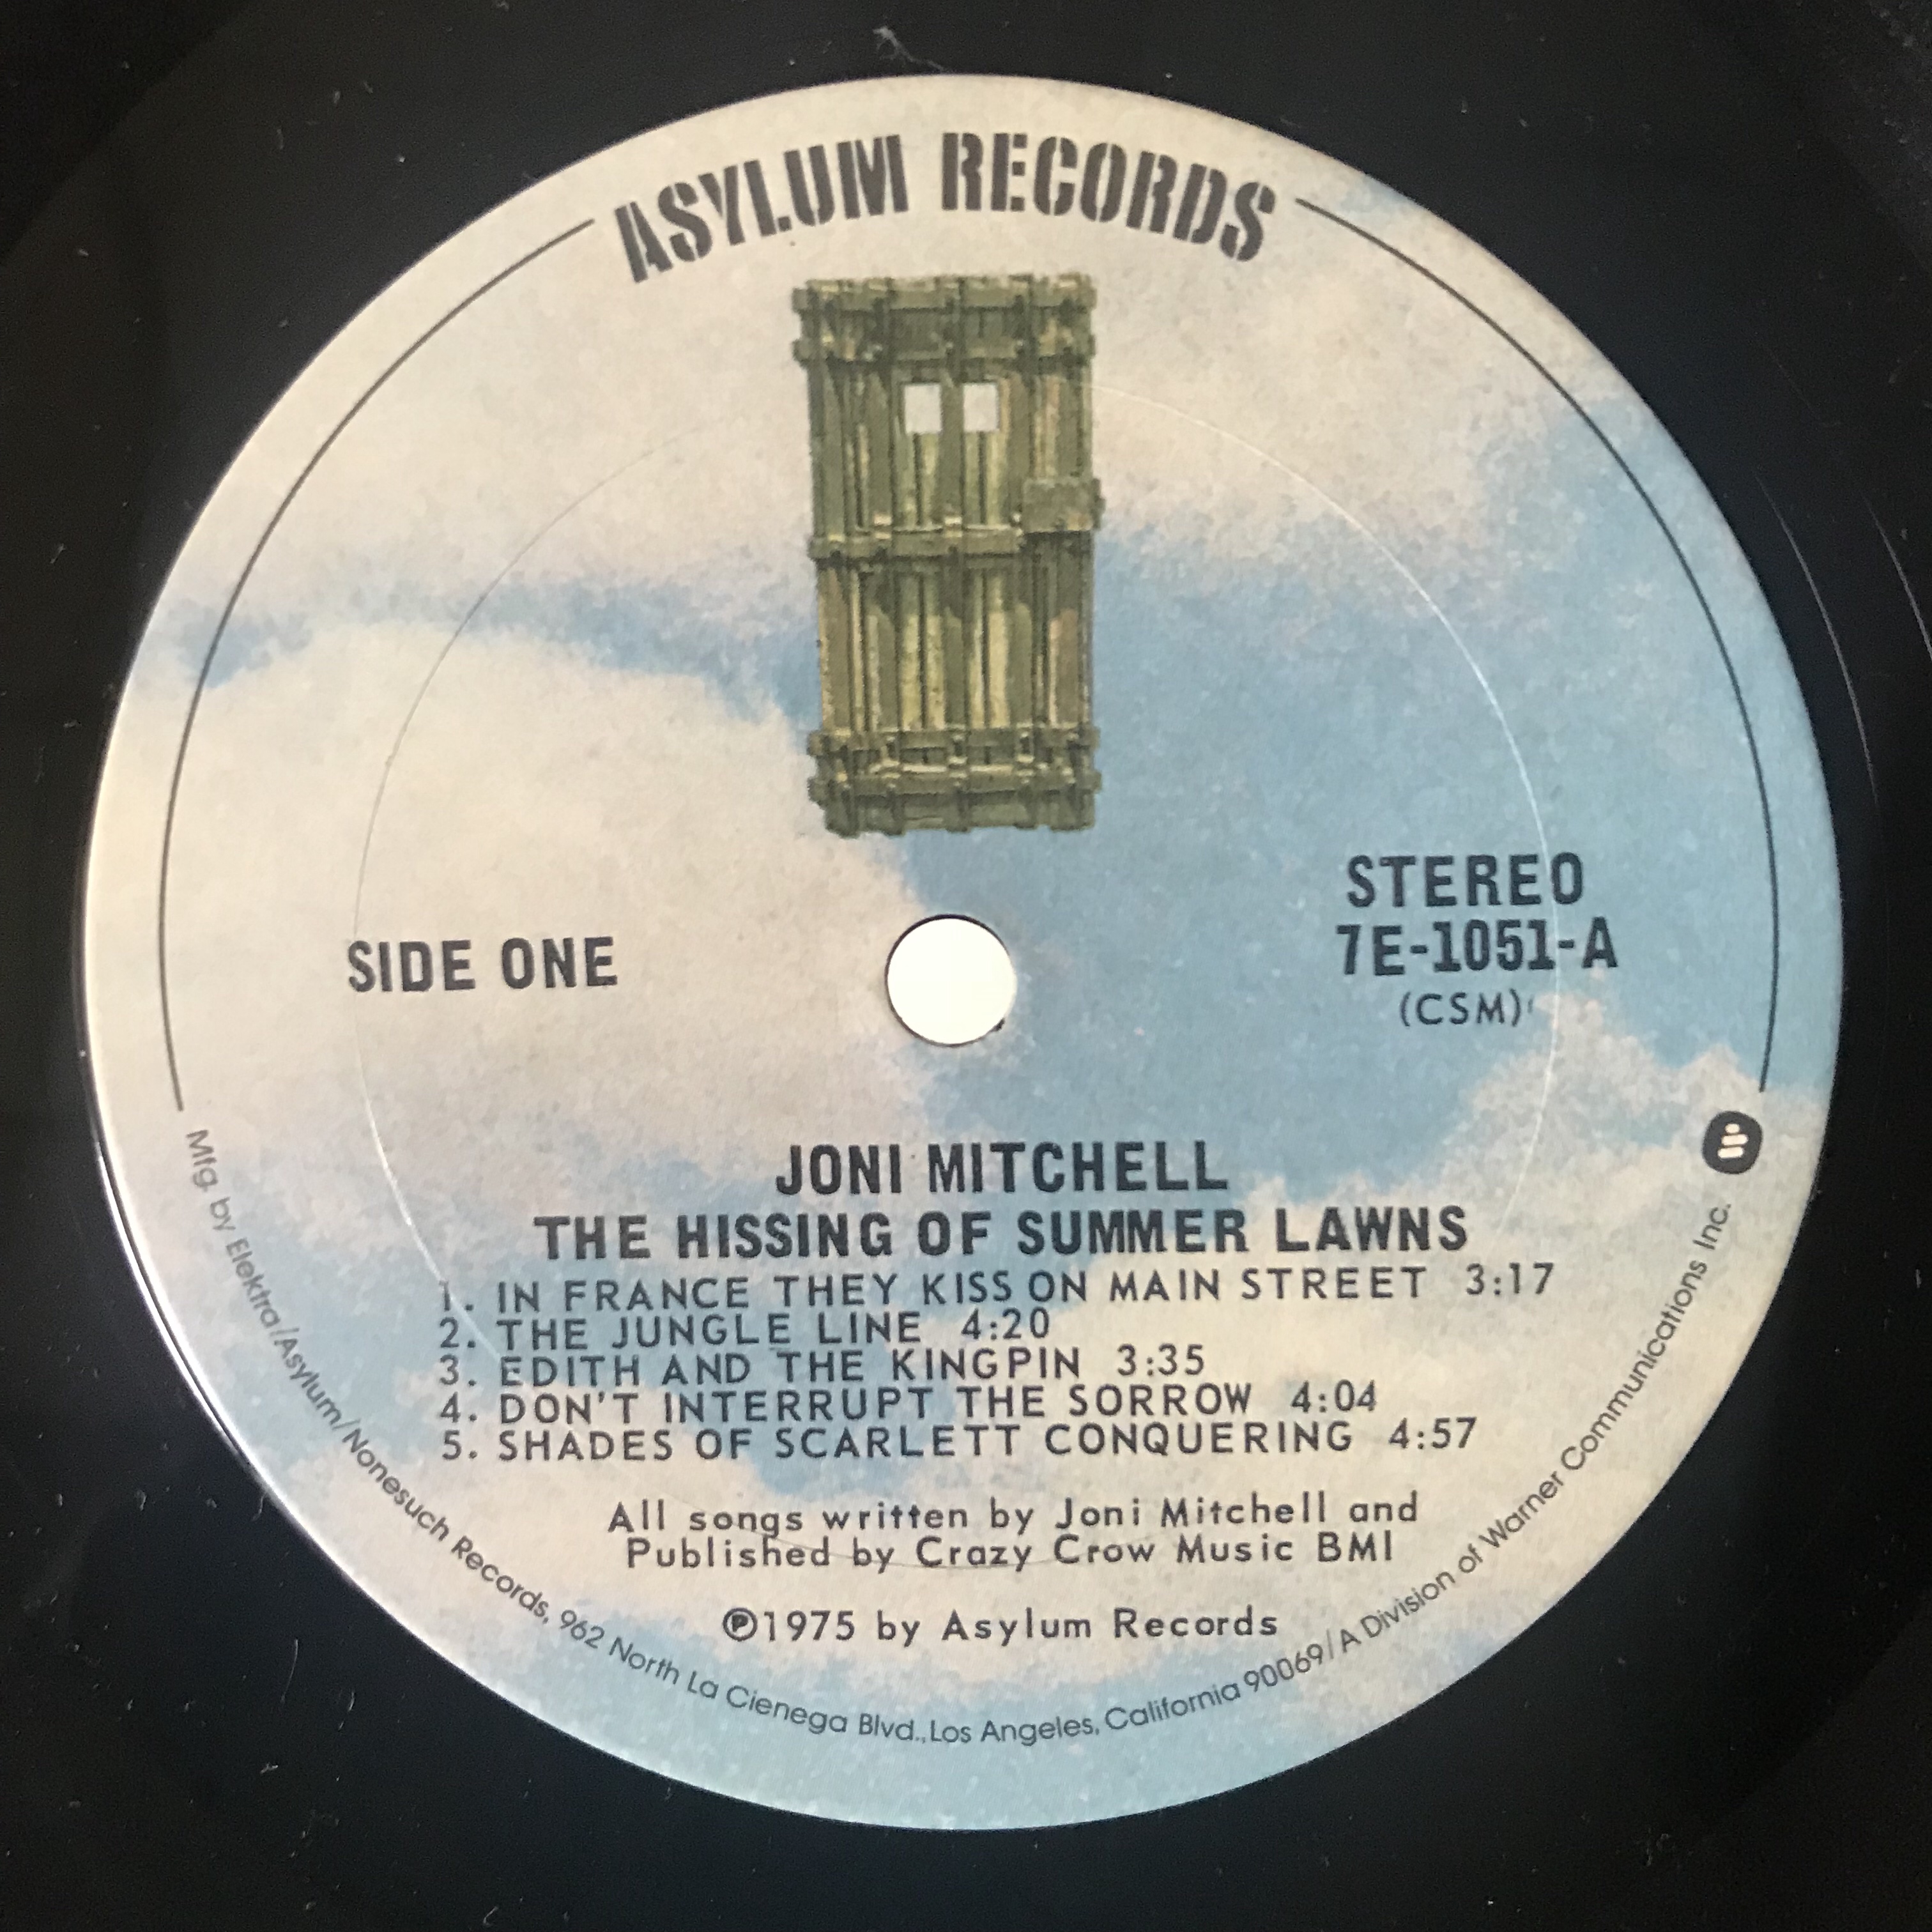 ASYLUM RECORDS
SIDE ONE
STEREO
7E-1051-A
(CSM)
JONI MITCHELL
THE HISSING OF SUMMER LAWNS
1. IN FRANCE THEY KISS ON MAIN STREET 3:17
2. THE JUNGLE LINE 4:20
3. EDITH AND THE KINGPIN 3:35
4. DON'T INTERRUPT THE SORROW 4:04
5. SHADES OF SCARLETT CONQUERING 4:57
All songs written by Joni Mitchell and
Published by Crazy Crow Music BMI
℗1975 by Asylum Records
Mfg. by Elektra/Asylum/Nonesuch Records, 962 North La Cienega Blvd., Los Angeles, California 90069/A Division of Warner Communications Inc.